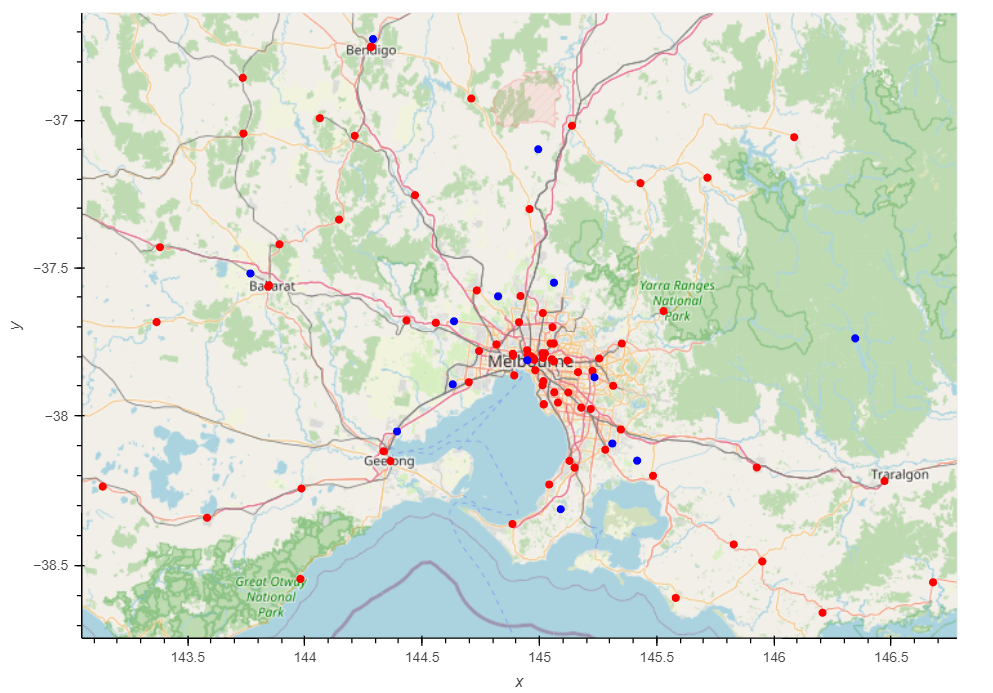 Bendigo
−37
−37.5
Ballarat
Yarra Ranges
National
Park
Melbourne
y
−38
Geelong
Traralgon
−38.5
Great Otway
National
Park
143.5
144
144.5
145
145.5
146
146.5
x